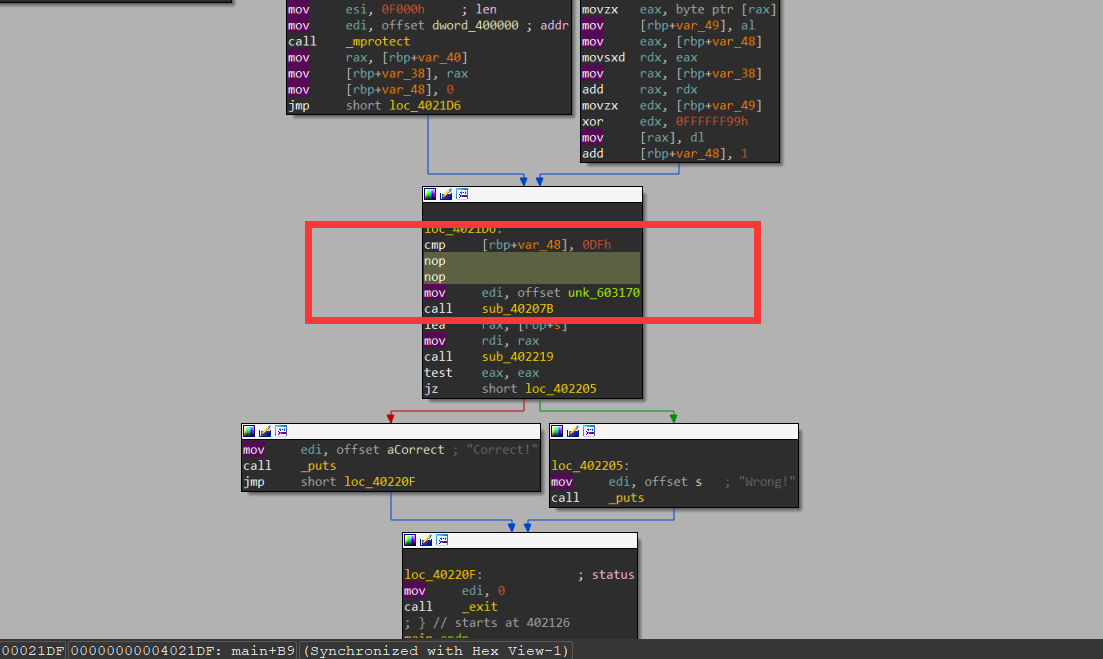 mov esi, 0F000h ; len
mov edi, offset dword_400000 ; addr
call _mprotect
mov rax, [rbp+var_40]
mov [rbp+var_38], rax
mov [rbp+var_48], 0
jmp short loc_4021D6
movzx eax, byte ptr [rax]
mov [rbp+var_49], al
mov eax, [rbp+var_48]
movsxd rdx, eax
mov rax, [rbp+var_38]
add rax, rdx
movzx edx, [rbp+var_49]
xor edx, 0FFFFFF99h
mov [rax], dl
add [rbp+var_48], 1
loc_4021D6:
cmp [rbp+var_48], 0DFh
nop
nop
mov edi, offset unk_603170
call sub_40207B
lea rax, [rbp+s]
mov rdi, rax
call sub_402219
test eax, eax
jz short loc_402205
mov edi, offset aCorrect ; "Correct!"
call _puts
jmp short loc_40220F
loc_402205:
mov edi, offset s ; "Wrong!"
call _puts
loc_40220F: ; status
mov edi, 0
call _exit
; } // starts at 402126
main endp
000021DF 00000000004021DF: main+B9 (Synchronized with Hex View-1)